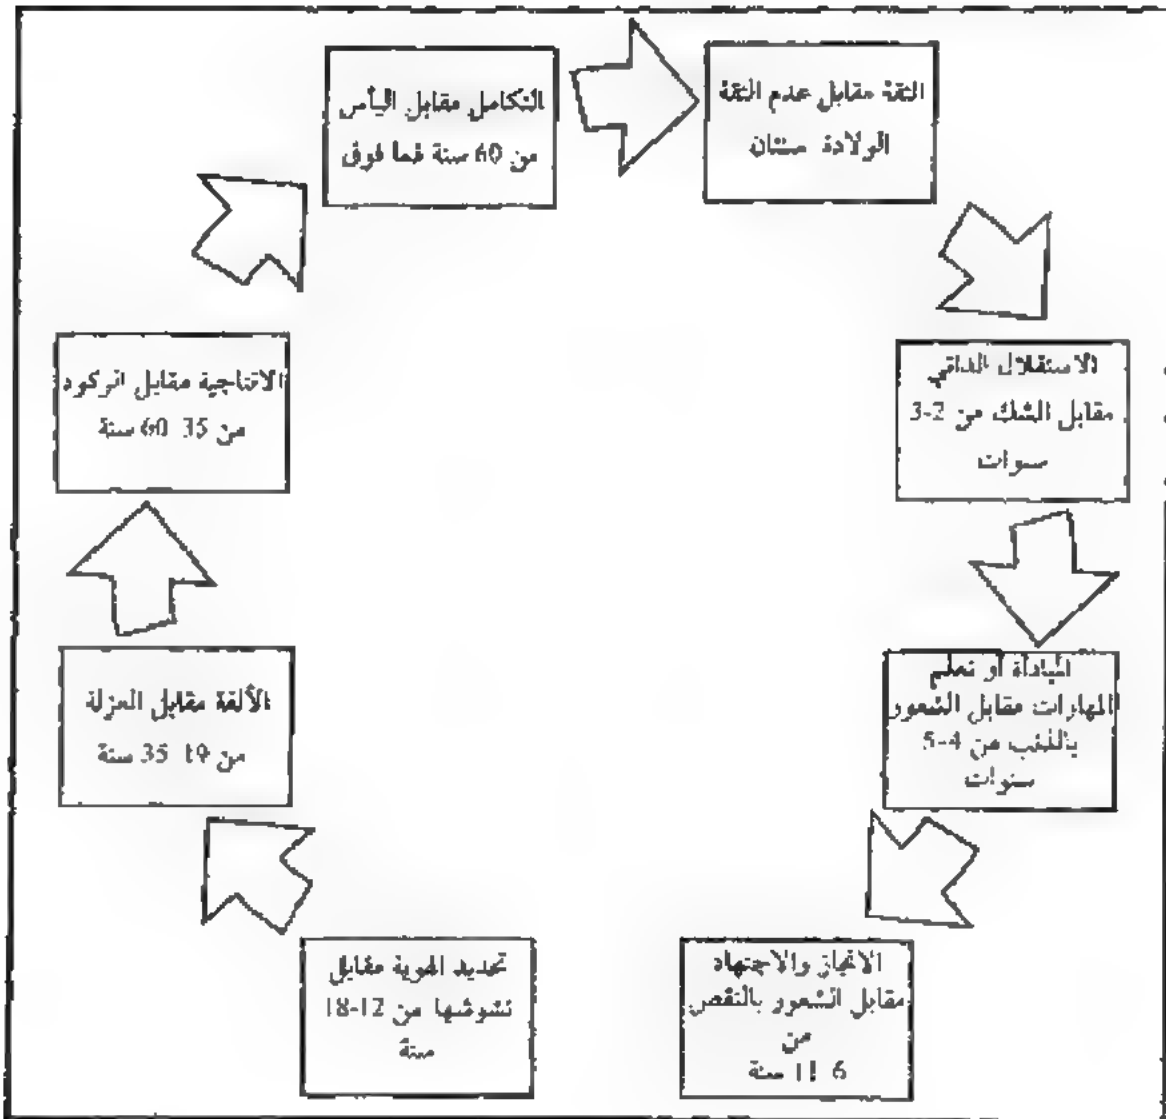 الثقة مقابل عدم الثقة
الولادة سنتان
الاستقلال الذاتي
مقابل الشك من 2-3
سنوات
المبادأة أو تعلم
المهارات مقابل الشعور
بالذنب من 4-5
سنوات
الانجاز والاجتهاد
مقابل الشعور بالنقص
من
6 11 سنة
تحديد الهوية مقابل
تشوشها من 12-18
سنة
الألفة مقابل العزلة
من 19 35 سنة
الانتاجية مقابل الركود
من 35 60 سنة
التكامل مقابل اليأس
من 60 سنة فما فوق